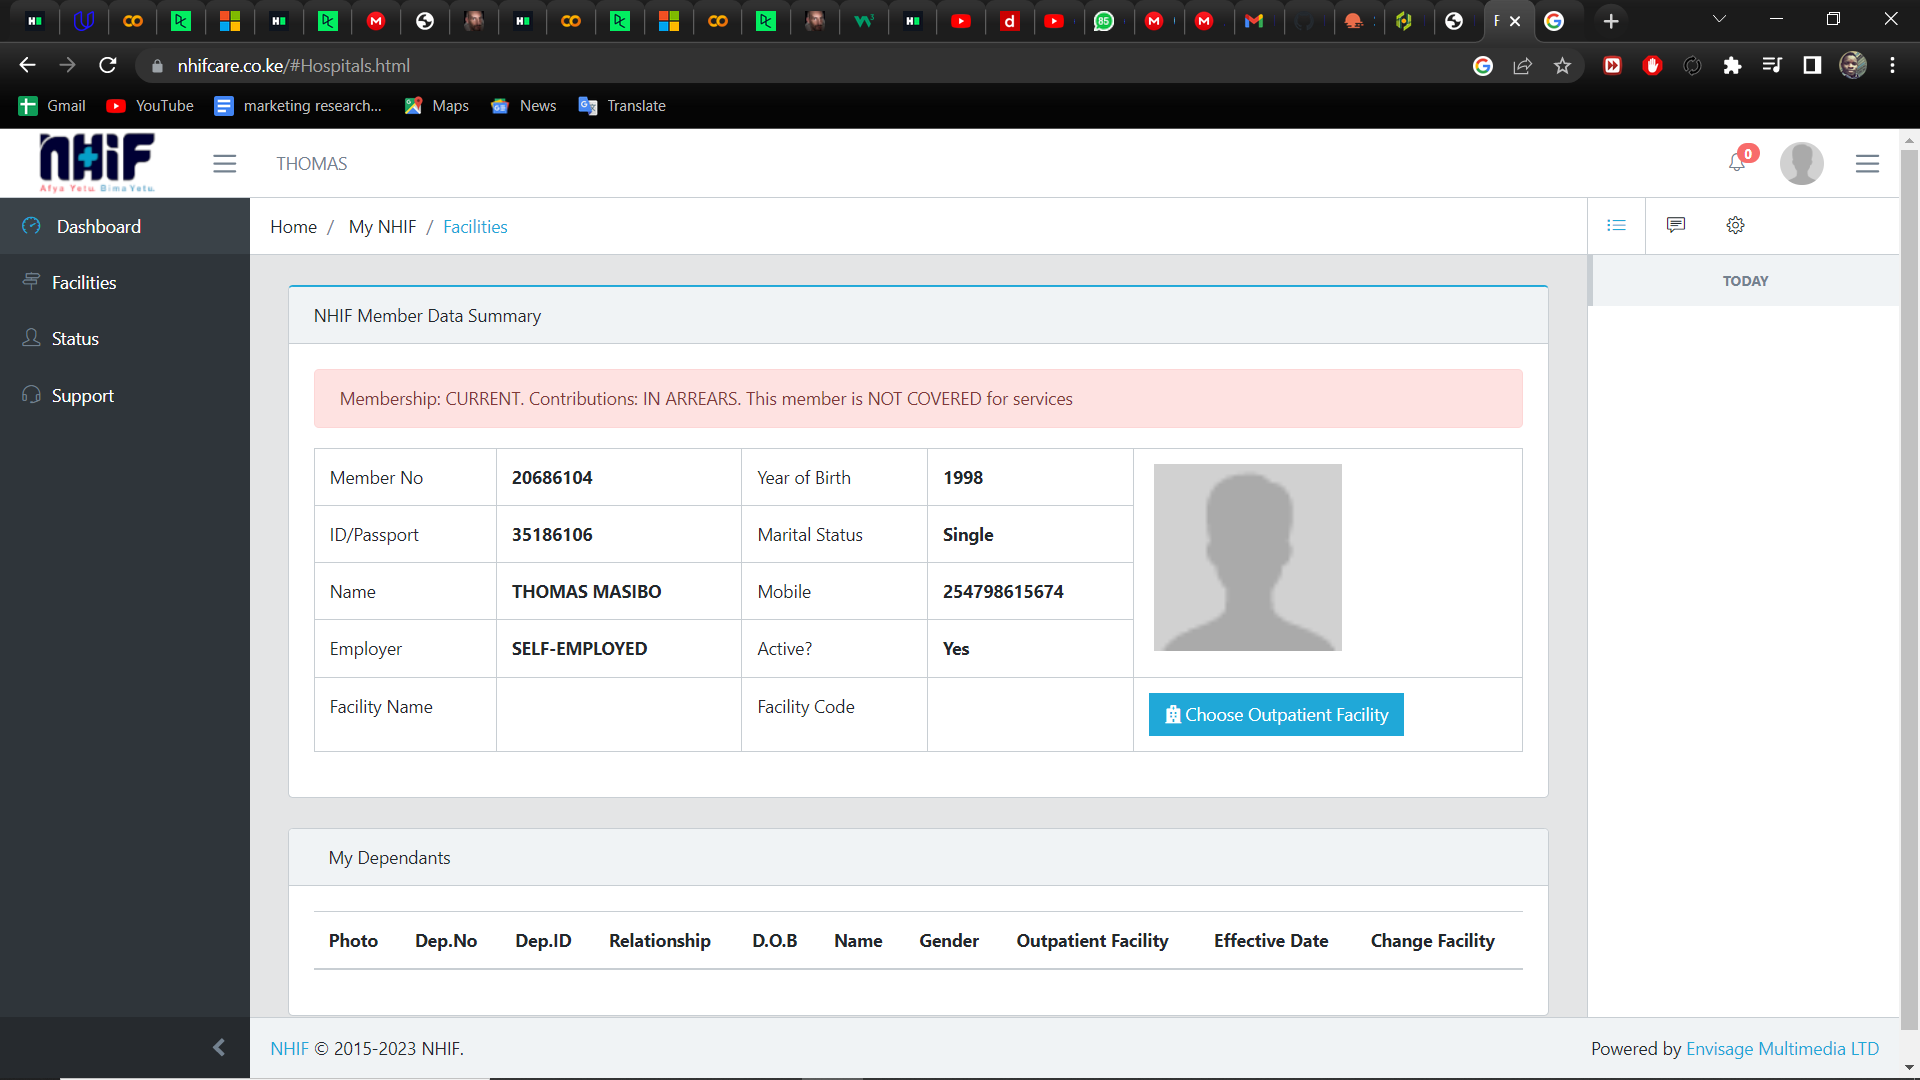 nhifcare.co.ke/#Hospitals.html
Gmail YouTube marketing research... Maps News Translate
NHIF
Afya Yetu. Bima Yetu.
THOMAS
0
Dashboard
Facilities
Status
Support
Home / My NHIF / Facilities
TODAY
NHIF Member Data Summary
Membership: CURRENT. Contributions: IN ARREARS. This member is NOT COVERED for services
Member No 20686104 Year of Birth 1998
ID/Passport 35186106 Marital Status Single
Name THOMAS MASIBO Mobile 254798615674
Employer SELF-EMPLOYED Active? Yes
Facility Name Facility Code Choose Outpatient Facility
My Dependants
Photo Dep.No Dep.ID Relationship D.O.B Name Gender Outpatient Facility Effective Date Change Facility
NHIF © 2015-2023 NHIF.
Powered by Envisage Multimedia LTD